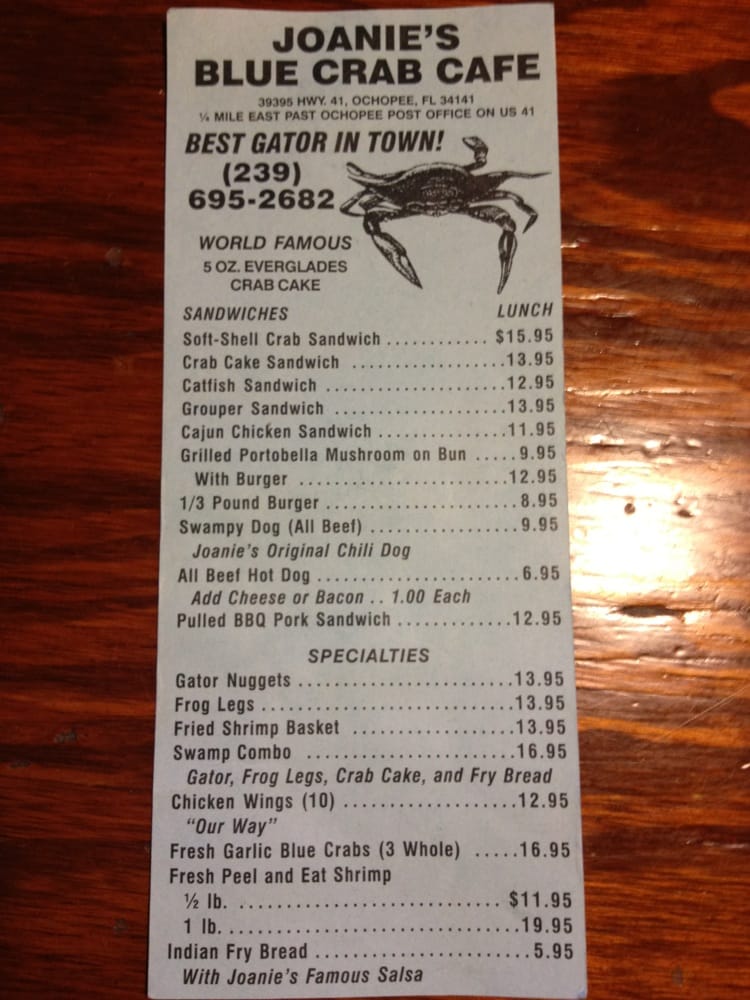 JOANIE'S
BLUE CRAB CAFE
39395 HWY. 41, OCHOPEE, FL 34141
¼ MILE EAST PAST OCHOPEE POST OFFICE ON US 41
BEST GATOR IN TOWN!
(239)
695-2682
WORLD FAMOUS
5 OZ. EVERGLADES
CRAB CAKE
SANDWICHES LUNCH
Soft-Shell Crab Sandwich ............ $15.95
Crab Cake Sandwich .................13.95
Catfish Sandwich ....................12.95
Grouper Sandwich ...................13.95
Cajun Chicken Sandwich ..............11.95
Grilled Portobella Mushroom on Bun .....9.95
With Burger .......................12.95
1/3 Pound Burger .....................8.95
Swampy Dog (All Beef) ................9.95
Joanie's Original Chili Dog
All Beef Hot Dog ......................6.95
Add Cheese or Bacon .. 1.00 Each
Pulled BBQ Pork Sandwich ............12.95
SPECIALTIES
Gator Nuggets .......................13.95
Frog Legs ...........................13.95
Fried Shrimp Basket .................13.95
Swamp Combo .......................16.95
Gator, Frog Legs, Crab Cake, and Fry Bread
Chicken Wings (10) ...................12.95
"Our Way"
Fresh Garlic Blue Crabs (3 Whole) .....16.95
Fresh Peel and Eat Shrimp
½ lb. ............................ $11.95
1 lb. ...............................19.95
Indian Fry Bread .......................5.95
With Joanie's Famous Salsa